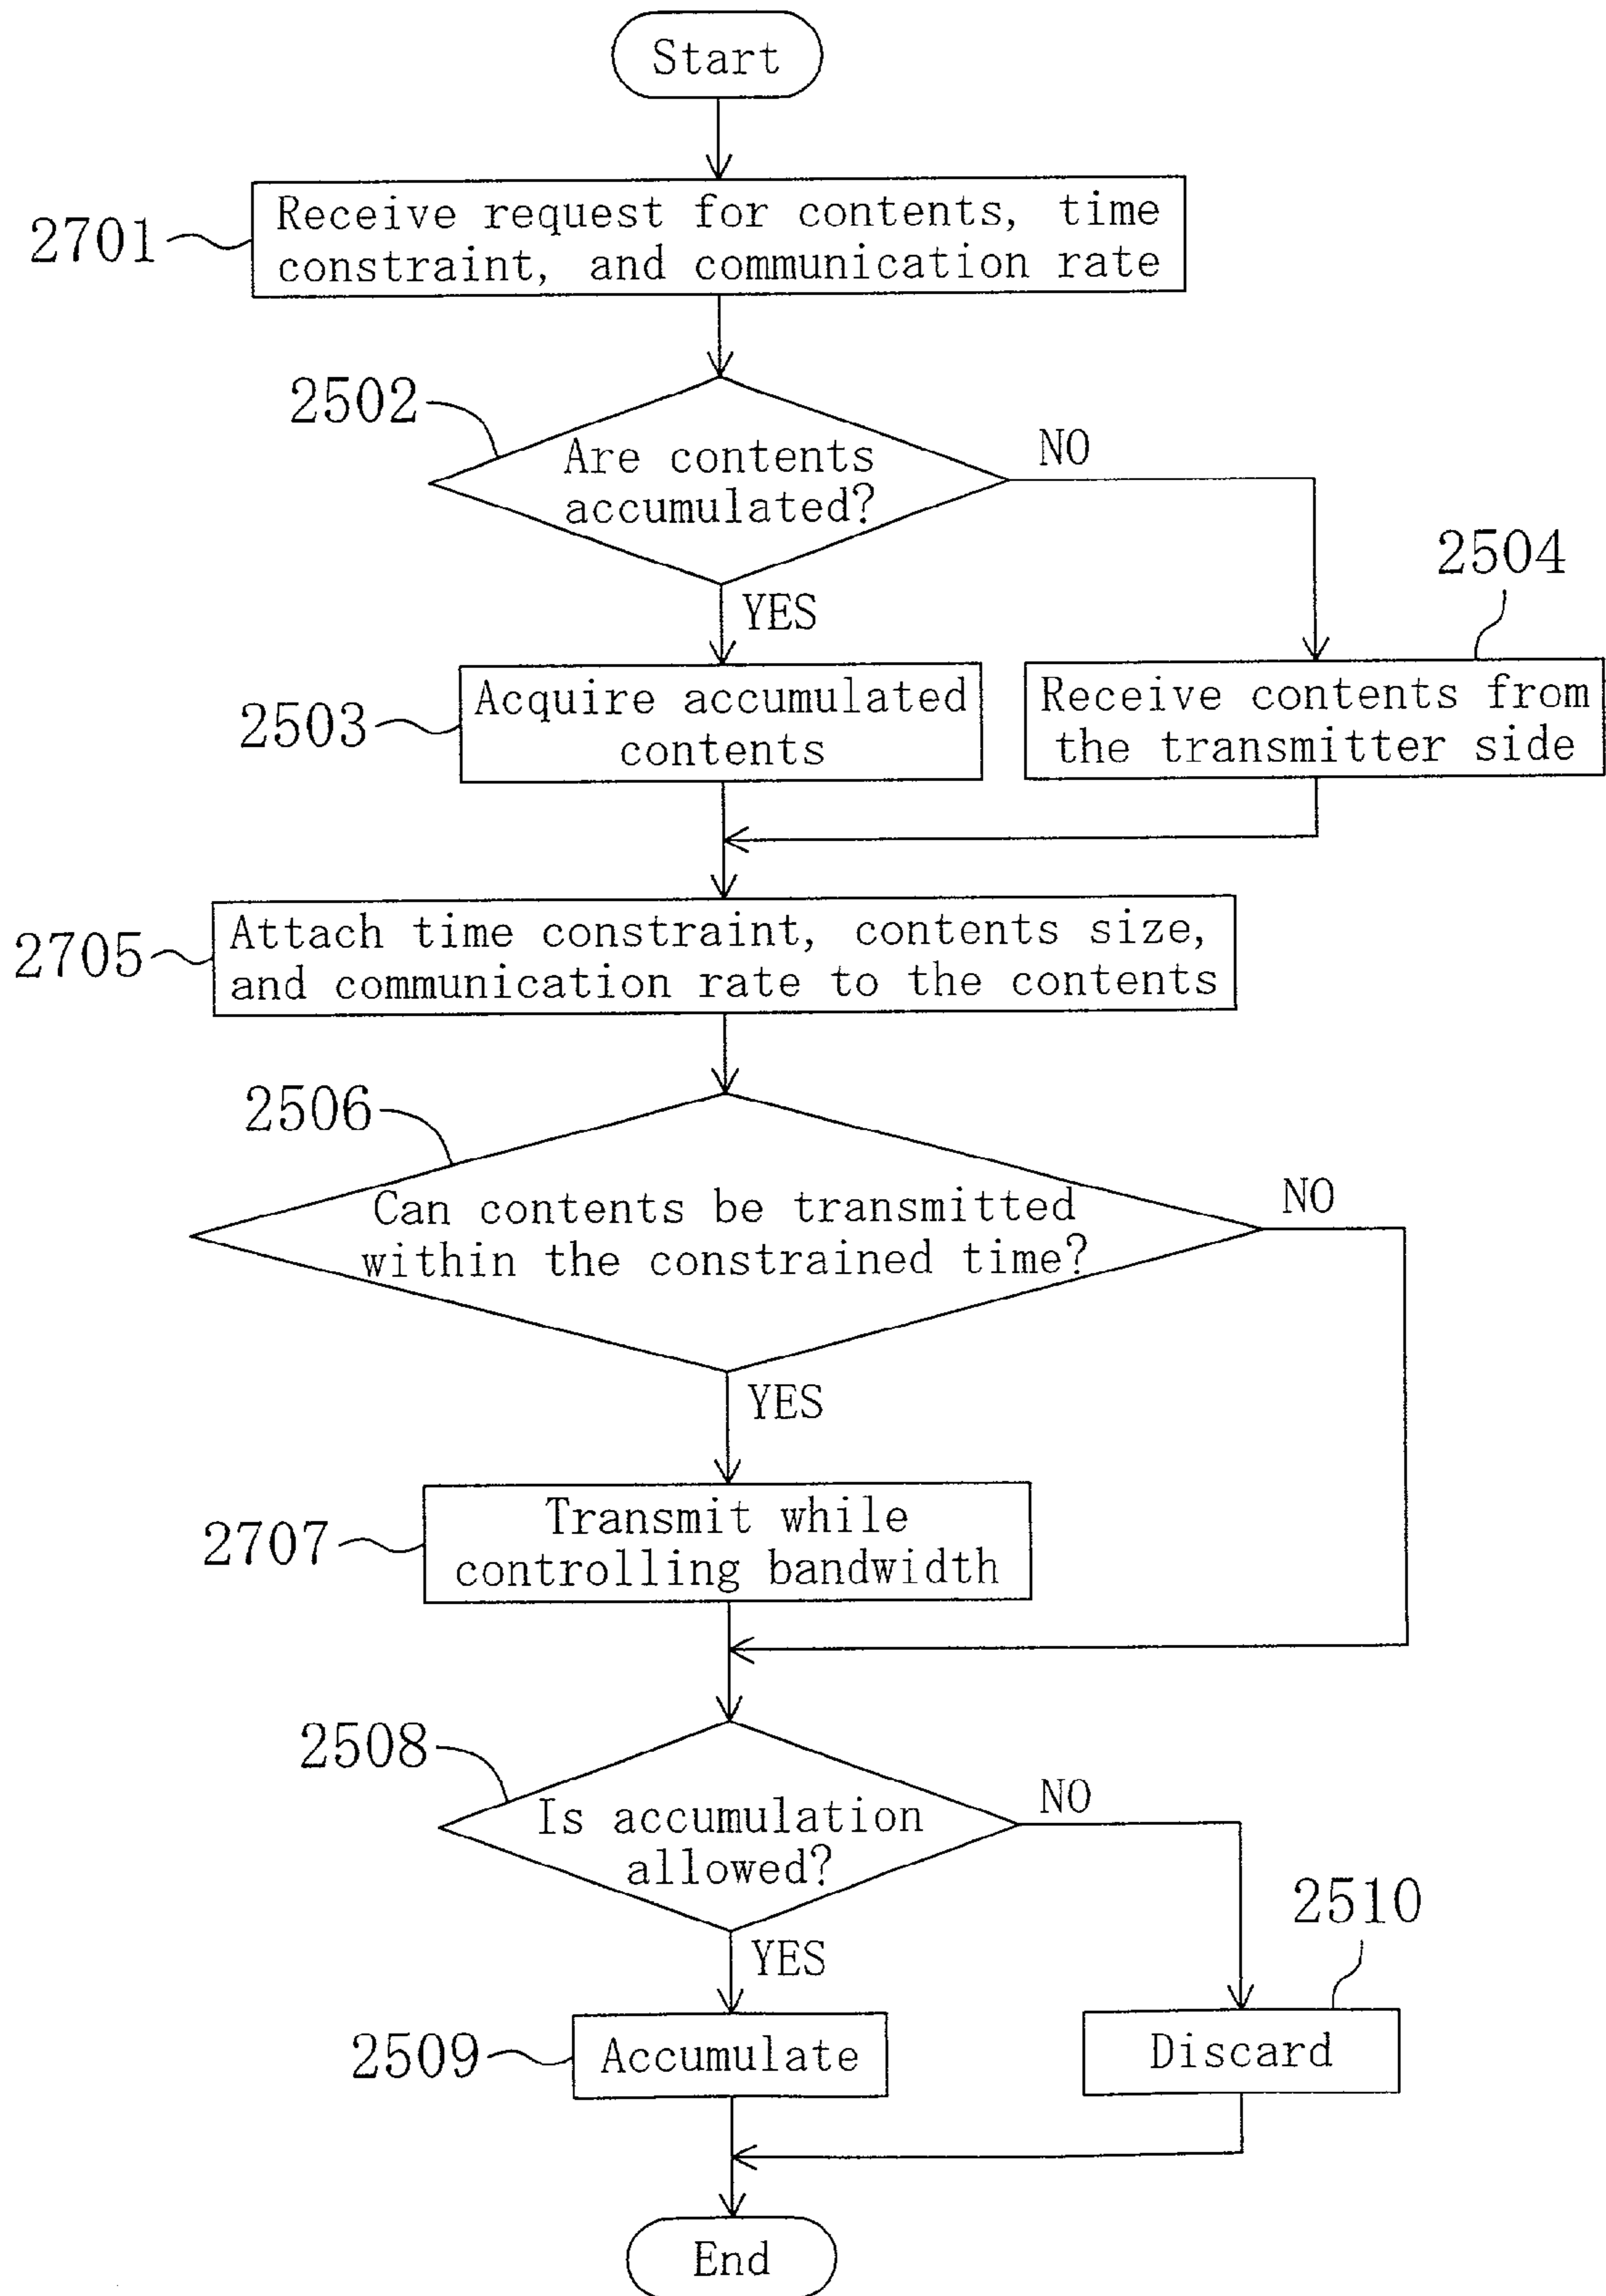 Start
2701
Receive request for contents, time
constraint, and communication rate
2502
Are contents
accumulated?
NO
YES
2504
2503
Acquire accumulated
contents
Receive contents from
the transmitter side
2705
Attach time constraint, contents size,
and communication rate to the contents
2506
Can contents be transmitted
within the constrained time?
NO
YES
2707
Transmit while
controlling bandwidth
2508
Is accumulation
allowed?
NO
YES
2510
2509
Accumulate
Discard
End